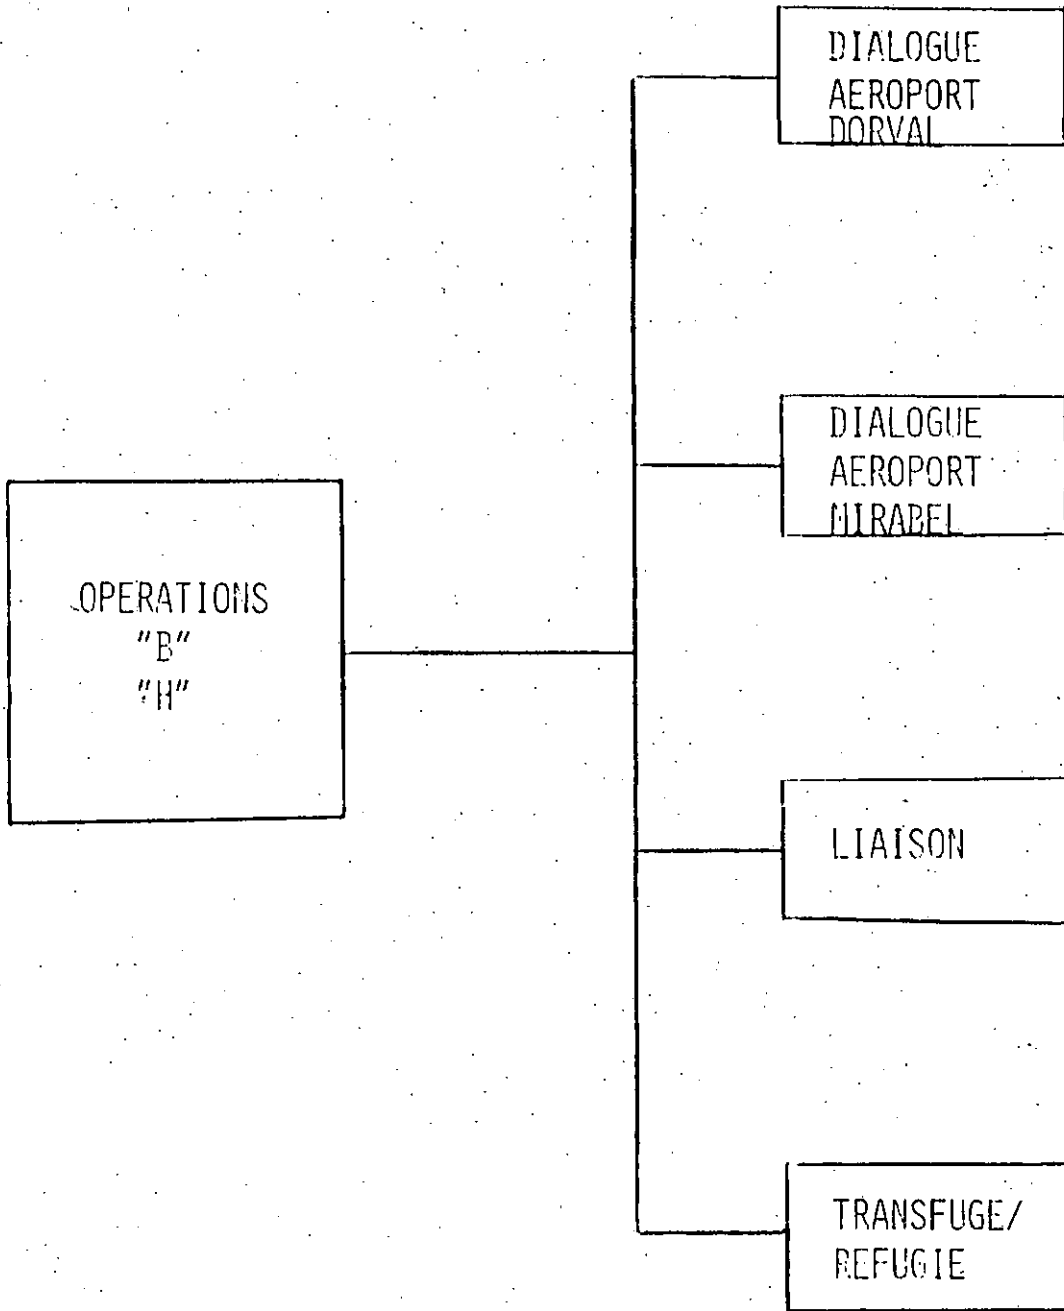 DIALOGUE
AEROPORT
DORVAL
DIALOGUE
AEROPORT
MIRABEL
OPERATIONS
"B"
"H"
LIAISON
TRANSFUGE/
REFUGIE